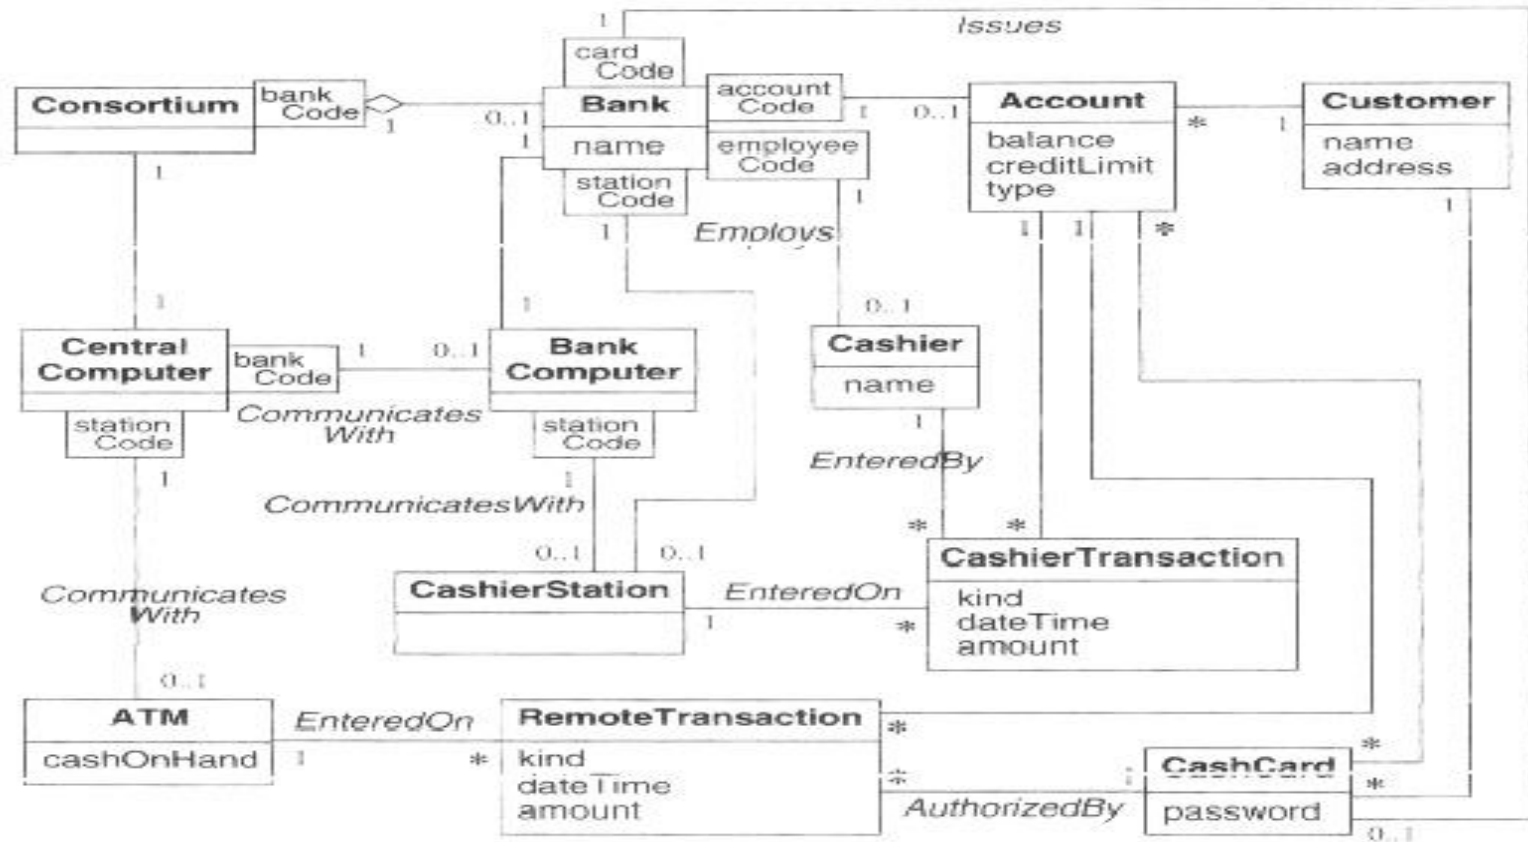 1
Issues
card
Code
Consortium
bank
Code
1
0..1
Bank
name
1
account
Code
1
0..1
employee
Code
station
Code
Account
balance
creditLimit
type
*
1
Customer
name
address
1
1
1
Employs
1
1
1
*
1
1
0..1
Central
Computer
bank
Code
1
0..1
Bank
Computer
Cashier
name
station
Code
Communicates
With
station
Code
1
EnteredBy
1
1
CommunicatesWith
*
*
0..1
0..1
CashierTransaction
kind
dateTime
amount
CashierStation
EnteredOn
1
*
Communicates
With
0..1
ATM
cashOnHand
EnteredOn
1
*
RemoteTransaction
kind
dateTime
amount
*
*
AuthorizedBy
1
CashCard
password
*
*
0..1